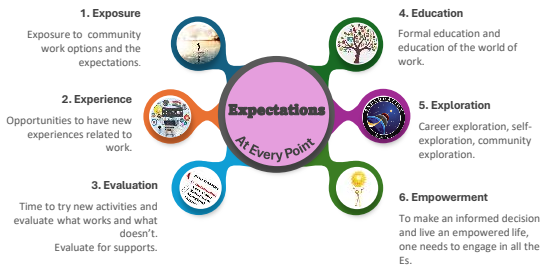 1. Exposure
Exposure to community
work options and the
expectations.
2. Experience
Opportunities to have new
experiences related to
work.
3. Evaluation
Time to try new activities and
evaluate what works and what
doesn't.
Evaluate for supports.
Expectations
At Every Point
4. Education
Formal education and
education of the world of
work.
5. Exploration
Career exploration, self-
exploration, community
exploration.
6. Empowerment
To make an informed decision
and live an empowered life,
one needs to engage in all the
Es.